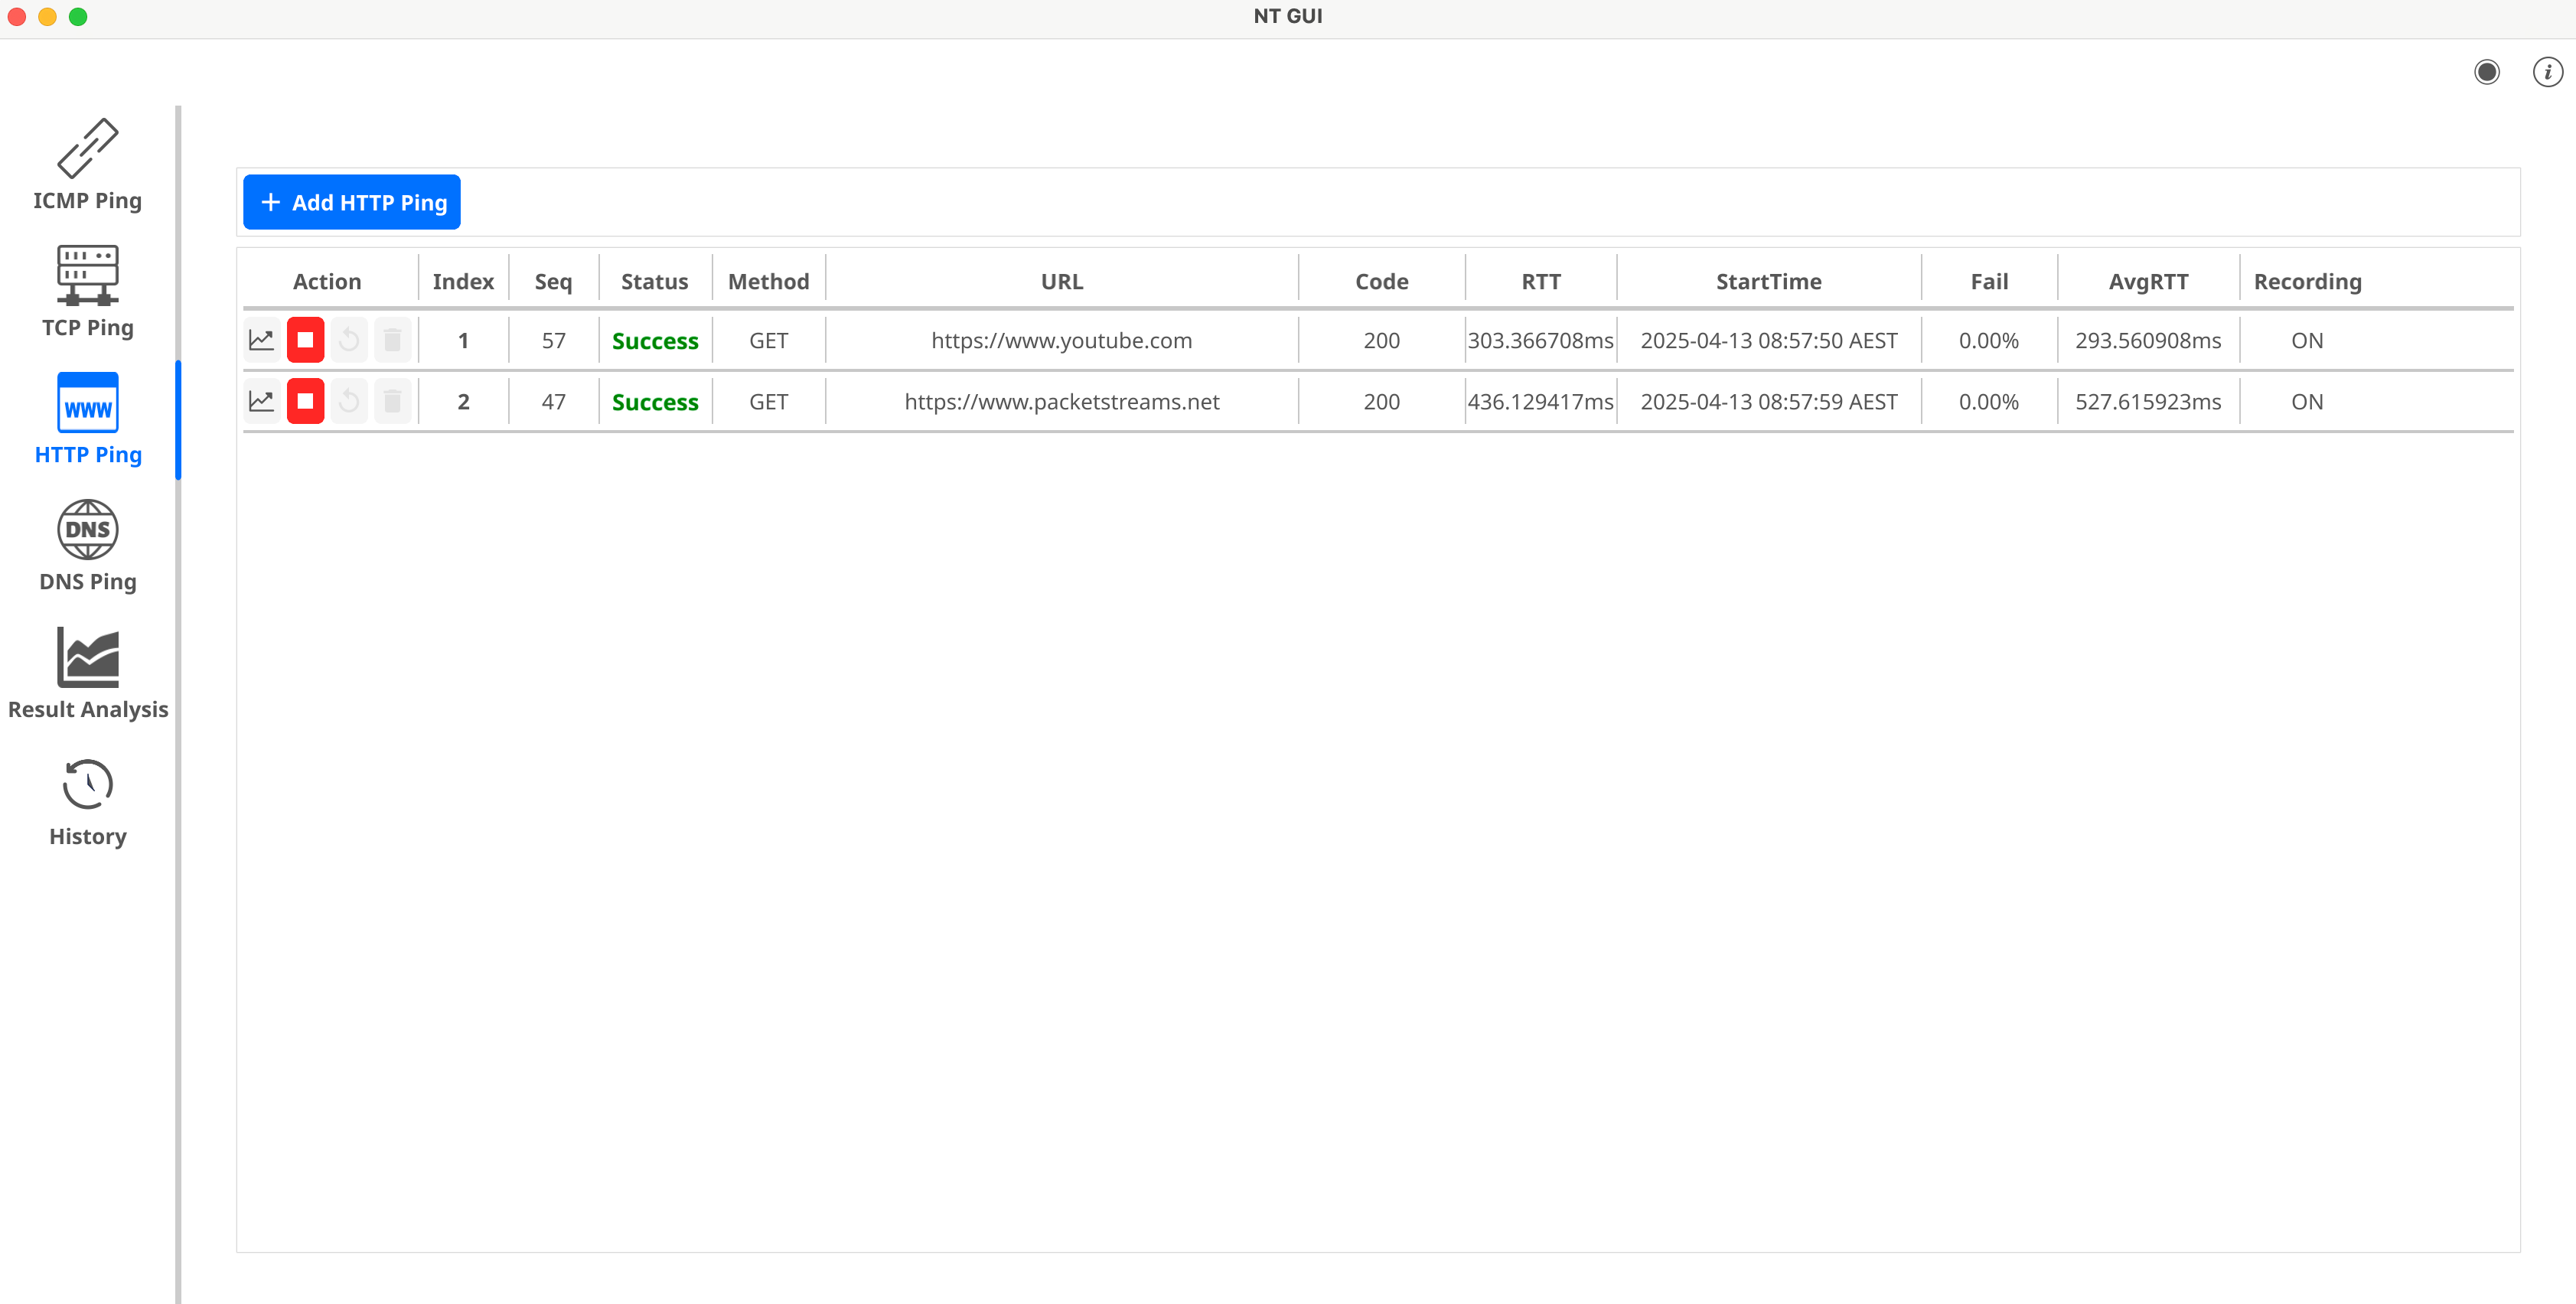 NT GUI
ICMP Ping
TCP Ping
www
HTTP Ping
DNS
DNS Ping
Result Analysis
History
+ Add HTTP Ping
Action Index Seq Status Method URL Code RTT StartTime Fail AvgRTT Recording
1 57 Success GET https://www.youtube.com 200 303.366708ms 2025-04-13 08:57:50 AEST 0.00% 293.560908ms ON
2 47 Success GET https://www.packetstreams.net 200 436.129417ms 2025-04-13 08:57:59 AEST 0.00% 527.615923ms ON